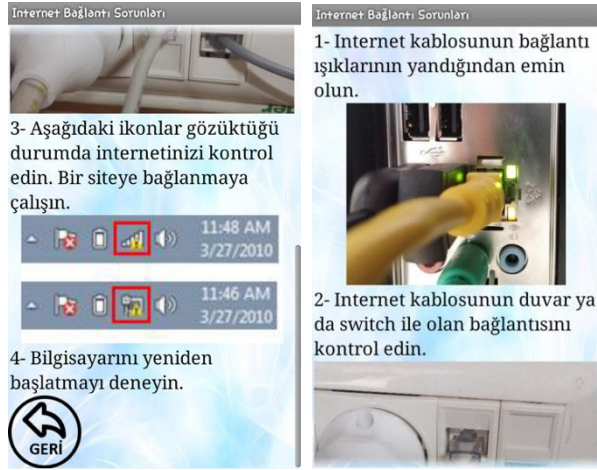 Internet Bağlantı Sorunları
3- Aşağıdaki ikonlar gözüktüğü
durumda internetinizi kontrol
edin. Bir siteye bağlanmaya
çalışın.
11:48 AM
3/27/2010
11:46 AM
3/27/2010
4- Bilgisayarını yeniden
başlatmayı deneyin.
GERİ
Internet Bağlantı Sorunları
1- Internet kablosunun bağlantı
ışıklarının yandığından emin
olun.
2- Internet kablosunun duvar ya
da switch ile olan bağlantısını
kontrol edin.